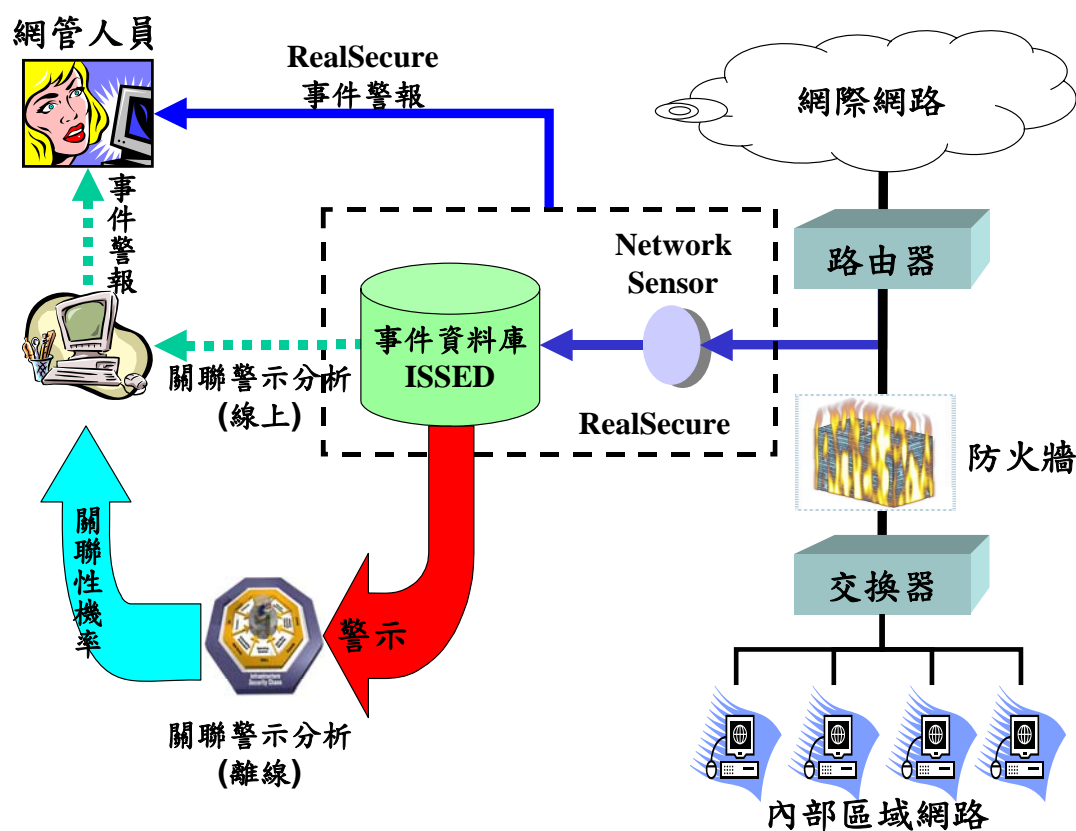 網管人員
RealSecure
事件警報
網際網路
事件警報
路由器
Network
Sensor
事件資料庫
ISSED
關聯警示分析
(線上)
RealSecure
防火牆
關聯性機率
交換器
警示
Infrastructure
Security Chain
關聯警示分析
(離線)
內部區域網路